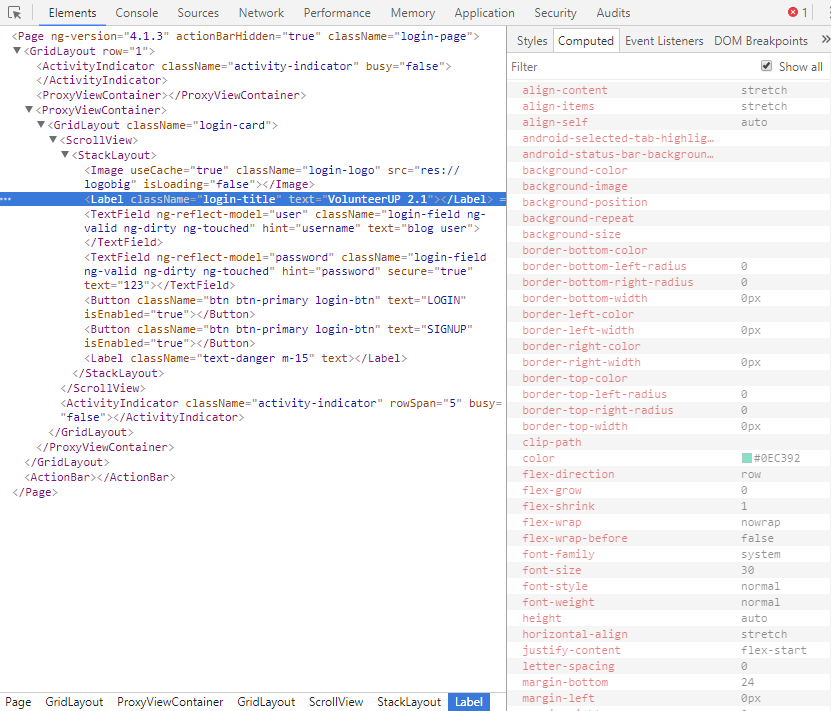 Elements Console Sources Network Performance Memory Application Security Audits 1
<Page ng-version="4.1.3" actionBarHidden="true" className="login-page">
▼<GridLayout row="1">
<ActivityIndicator className="activity-indicator" busy="false">
</ActivityIndicator>
<ProxyViewContainer></ProxyViewContainer>
▼<ProxyViewContainer>
▼<GridLayout className="login-card">
▼<ScrollView>
▼<StackLayout>
<Image useCache="true" className="login-logo" src="res://
logobig" isLoading="false"></Image>
… <Label className="login-title" text="VolunteerUP 2.1"></Label> =
<TextField ng-reflect-model="user" className="login-field ng-
valid ng-dirty ng-touched" hint="username" text="blog user">
</TextField>
<TextField ng-reflect-model="password" className="login-field
ng-valid ng-dirty ng-touched" hint="password" secure="true"
text="123"></TextField>
<Button className="btn btn-primary login-btn" text="LOGIN"
isEnabled="true"></Button>
<Button className="btn btn-primary login-btn" text="SIGNUP"
isEnabled="true"></Button>
<Label className="text-danger m-15" text></Label>
</StackLayout>
</ScrollView>
<ActivityIndicator className="activity-indicator" rowSpan="5" busy=
"false"></ActivityIndicator>
</GridLayout>
</ProxyViewContainer>
</GridLayout>
<ActionBar></ActionBar>
</Page>
Page GridLayout ProxyViewContainer GridLayout ScrollView StackLayout Label
Styles Computed Event Listeners DOM Breakpoints »
Filter Show all
align-content stretch
align-items stretch
align-self auto
android-selected-tab-highlig…
android-status-bar-backgroun…
background-color
background-image
background-position
background-repeat
background-size
border-bottom-color
border-bottom-left-radius 0
border-bottom-right-radius 0
border-bottom-width 0px
border-left-color
border-left-width 0px
border-right-color
border-right-width 0px
border-top-color
border-top-left-radius 0
border-top-right-radius 0
border-top-width 0px
clip-path
color #0EC392
flex-direction row
flex-grow 0
flex-shrink 1
flex-wrap nowrap
flex-wrap-before false
font-family system
font-size 30
font-style normal
font-weight normal
height auto
horizontal-align stretch
justify-content flex-start
letter-spacing 0
margin-bottom 24
margin-left 0px